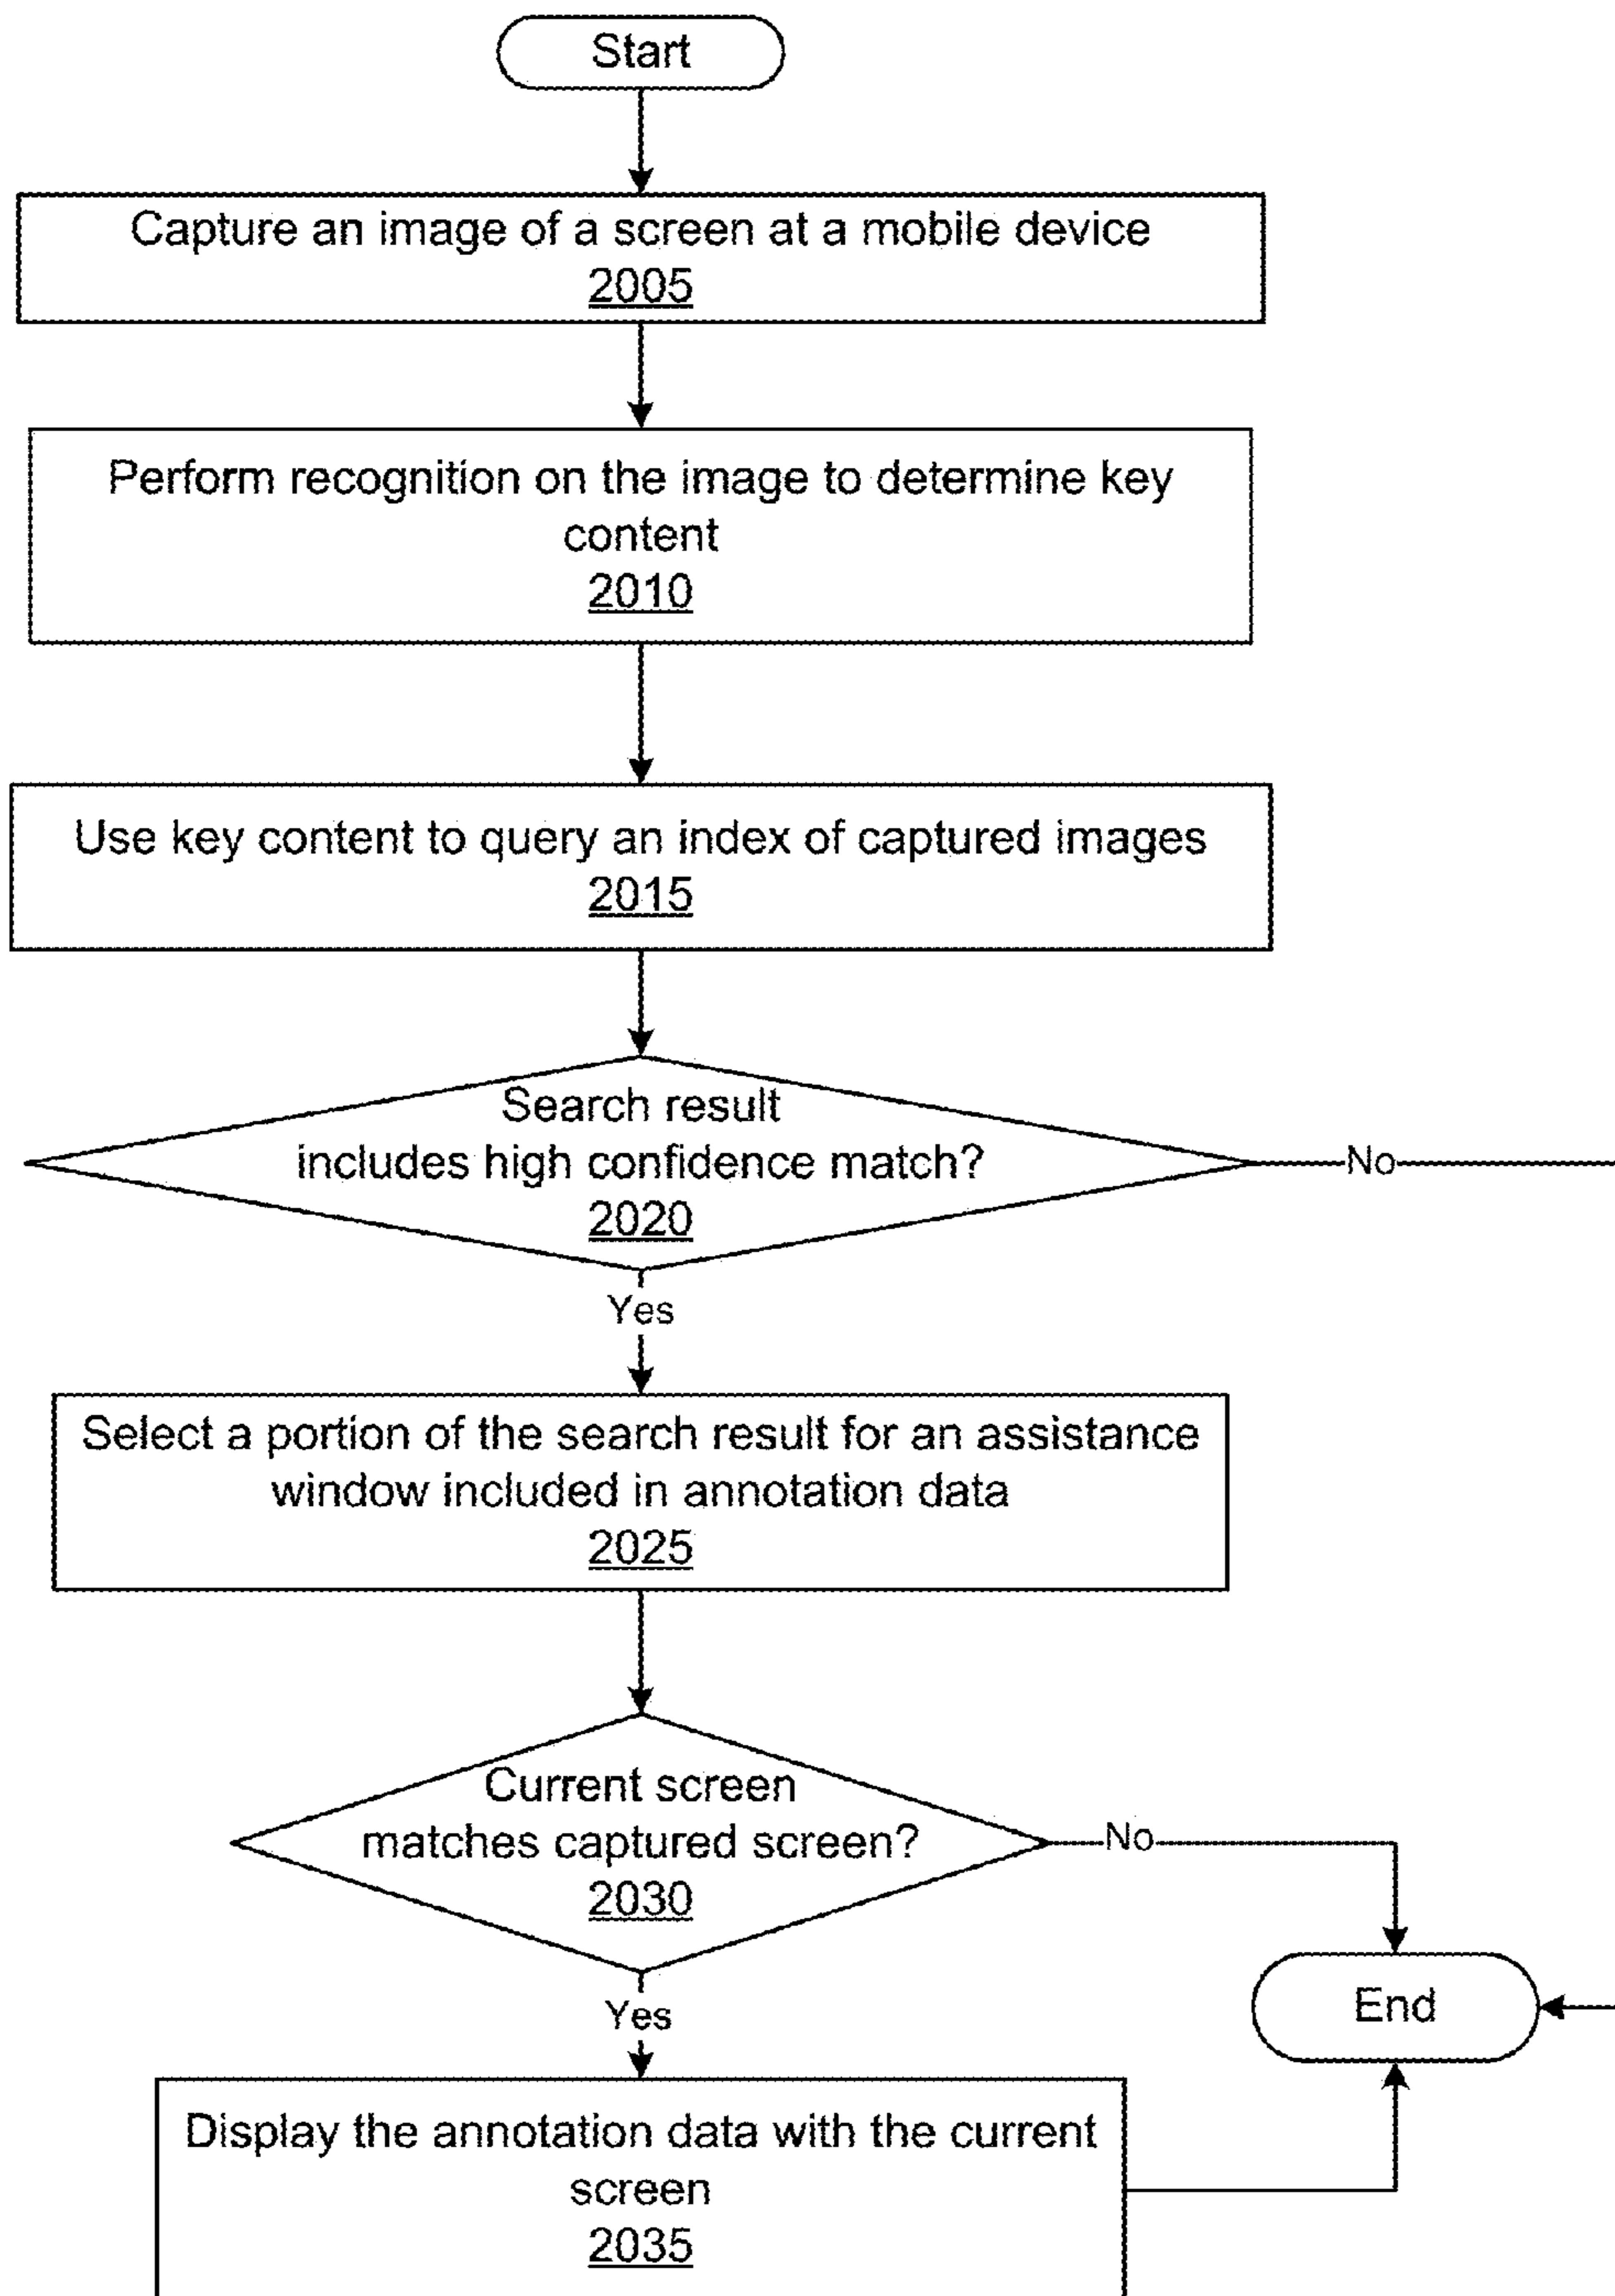 Start
Capture an image of a screen at a mobile device
2005
Perform recognition on the image to determine key
content
2010
Use key content to query an index of captured images
2015
Search result
includes high confidence match?
2020
No
Yes
Select a portion of the search result for an assistance
window included in annotation data
2025
Current screen
matches captured screen?
2030
No
Yes
End
Display the annotation data with the current
screen
2035